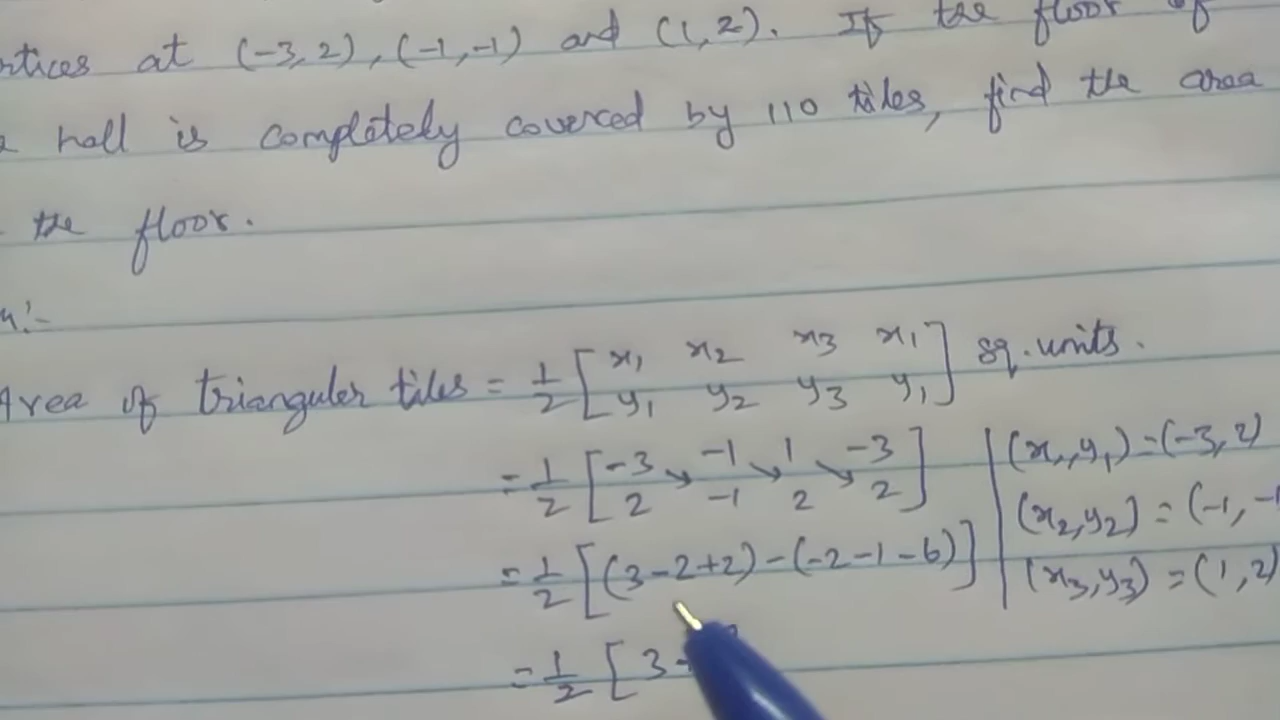 rtices at (-3,2), (-1,-1) and (1,2). If the floor of
hall is completely covered by 110 tiles, find the area
the floor.
n:-
Area of trianguler tiles = 1/2 [x₁ x₂ x₃ x₁ / y₁ y₂ y₃ y₁] sq. units.
= 1/2 [-3 ↘ -1 ↘ 1 ↘ -3 / 2 -1 2 2] | (x₁,y₁) = (-3,2)
(x₂,y₂) = (-1,-1
= 1/2 [(3-2+2)-(-2-1-6)] (x₃,y₃) = (1,2)
= 1/2 [3-